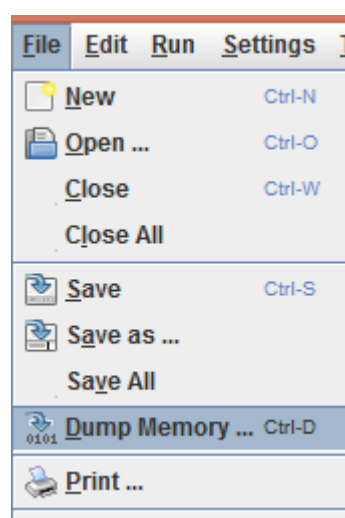 File Edit Run Settings
New Ctrl-N
Open ... Ctrl-O
Close Ctrl-W
Close All
Save Ctrl-S
Save as ...
Save All
0101 Dump Memory ... Ctrl-D
Print ...